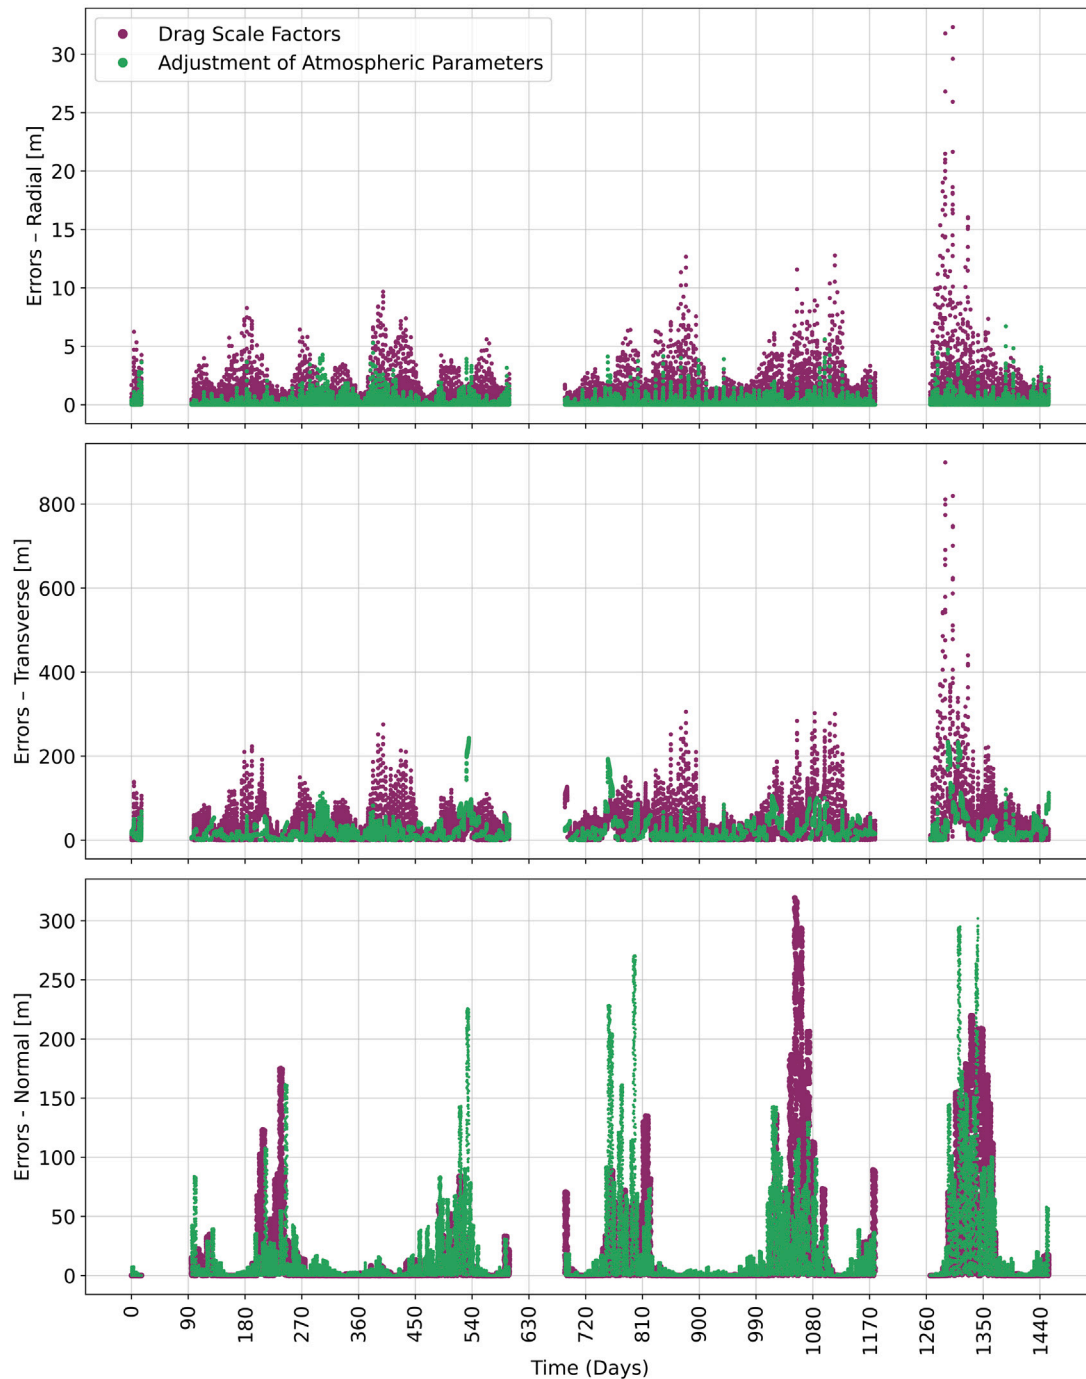 Drag Scale Factors
Adjustment of Atmospheric Parameters
30
25
20
15
10
5
0
Errors – Radial [m]
800
600
400
200
0
Errors – Transverse [m]
300
250
200
150
100
50
0
Errors - Normal [m]
0 90 180 270 360 450 540 630 720 810 900 990 1080 1170 1260 1350 1440
Time (Days)